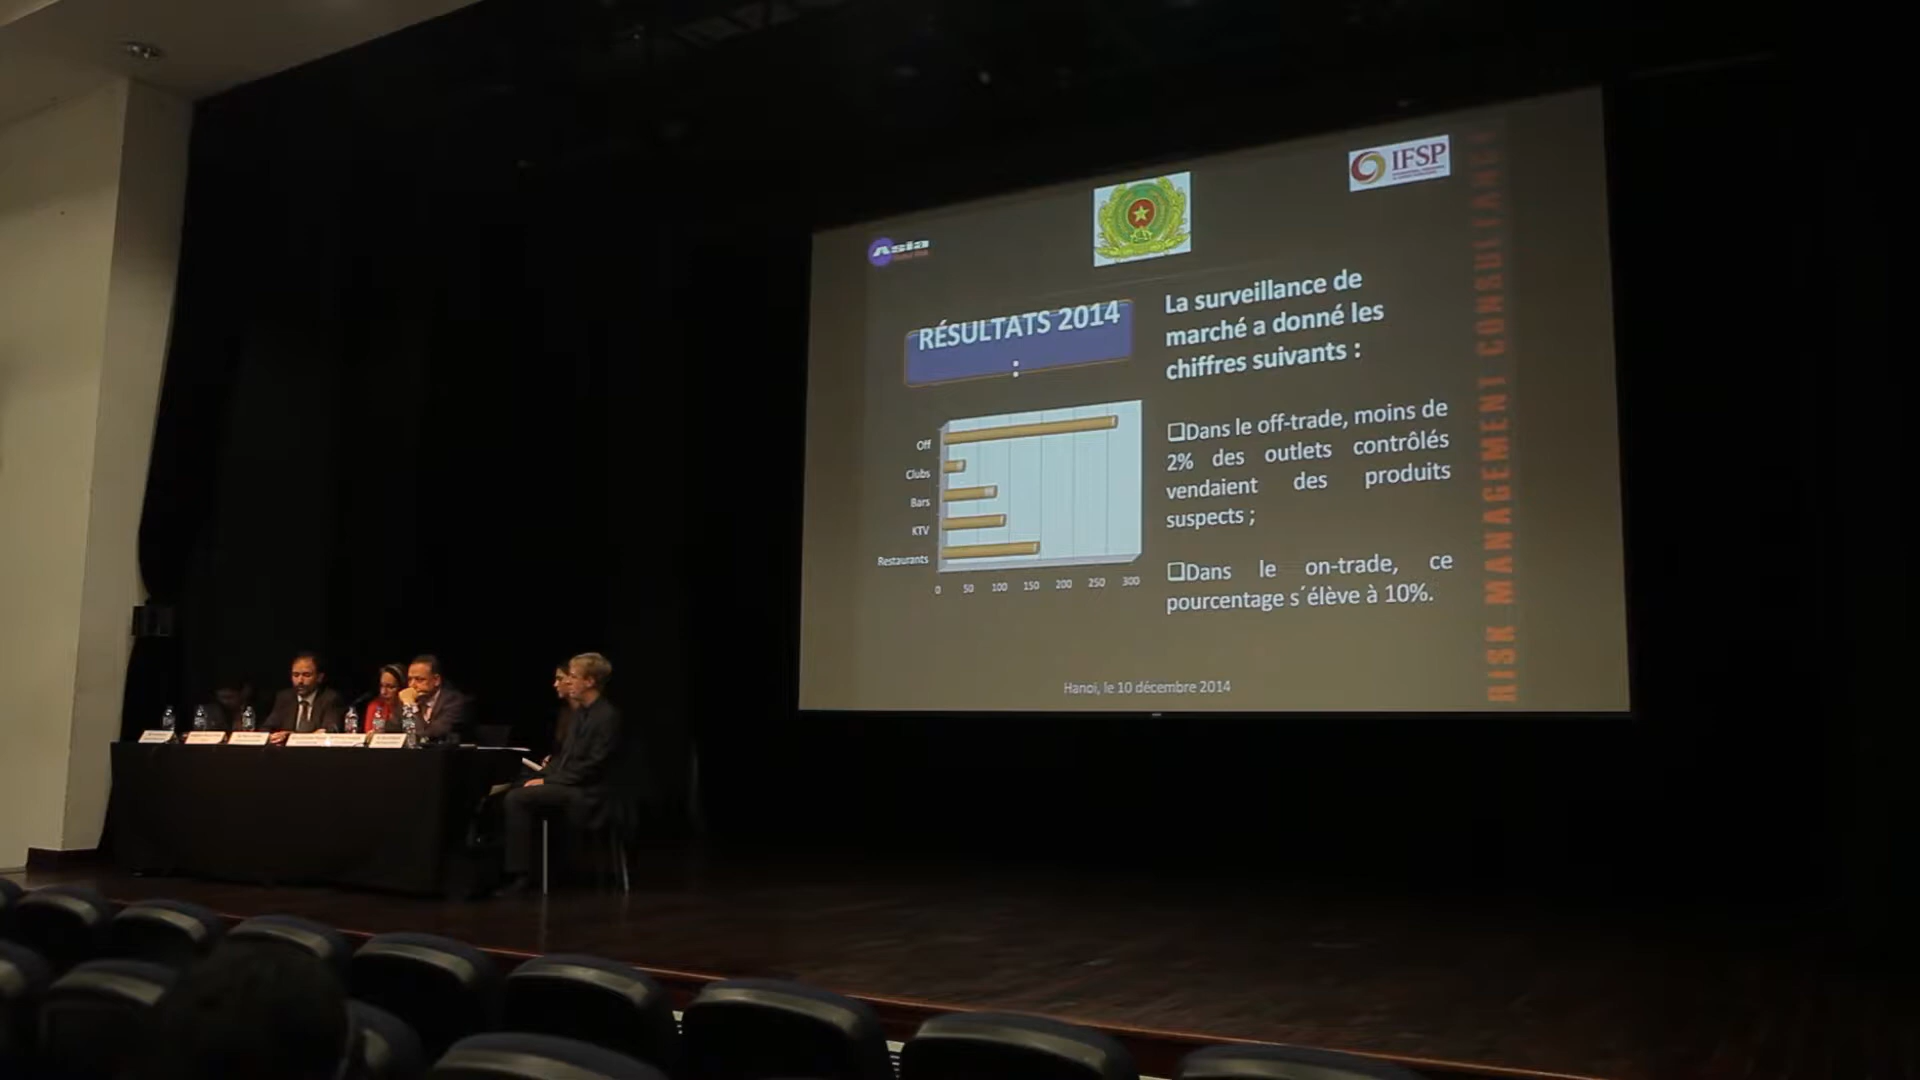 IFSP
Asia
RÉSULTATS 2014
:
La surveillance de
marché a donné les
chiffres suivants :
❑Dans le off-trade, moins de
2% des outlets contrôlés
vendaient des produits
suspects ;
❑Dans le on-trade, ce
pourcentage s´élève à 10%.
Off
Clubs
Bars
KTV
Restaurants
0 50 100 150 200 250 300
Hanoi, le 10 décembre 2014
RISK MANAGEMENT CONSULTANCY